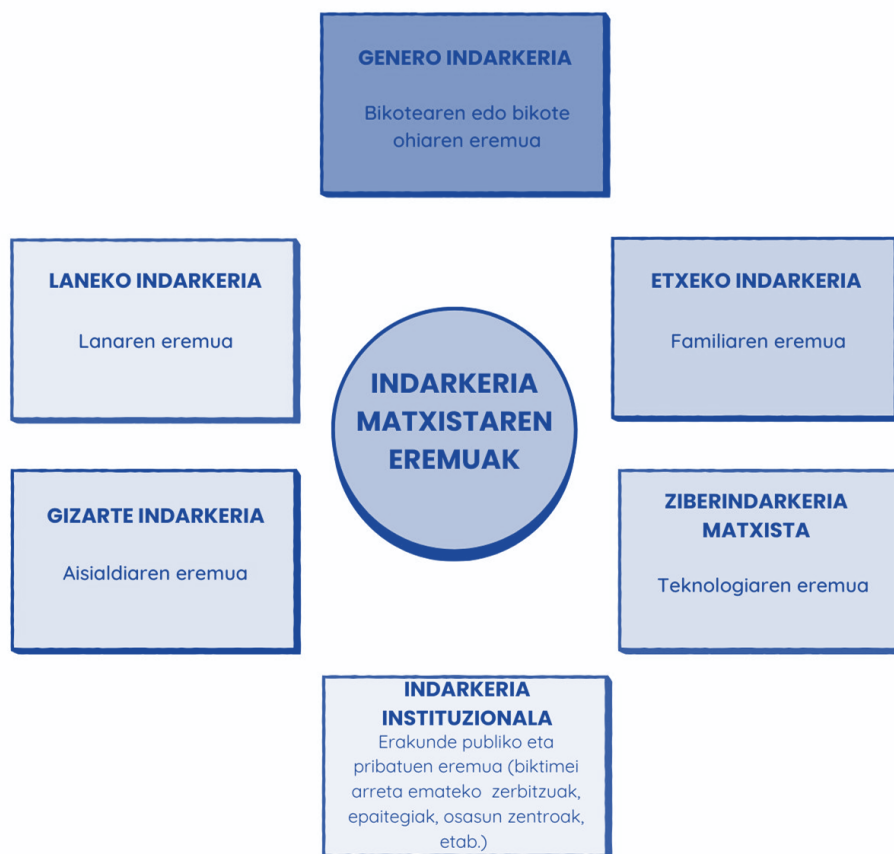 GENERO INDARKERIA
Bikotearen edo bikote
ohiaren eremua
LANEKO INDARKERIA
Lanaren eremua
ETXEKO INDARKERIA
Familiaren eremua
INDARKERIA
MATXISTAREN
EREMUAK
GIZARTE INDARKERIA
Aisialdiaren eremua
ZIBERINDARKERIA
MATXISTA
Teknologiaren eremua
INDARKERIA
INSTITUZIONALA
Erakunde publiko eta
pribatuen eremua (biktimei
arreta emateko zerbitzuak,
epaitegiak, osasun zentroak,
etab.)